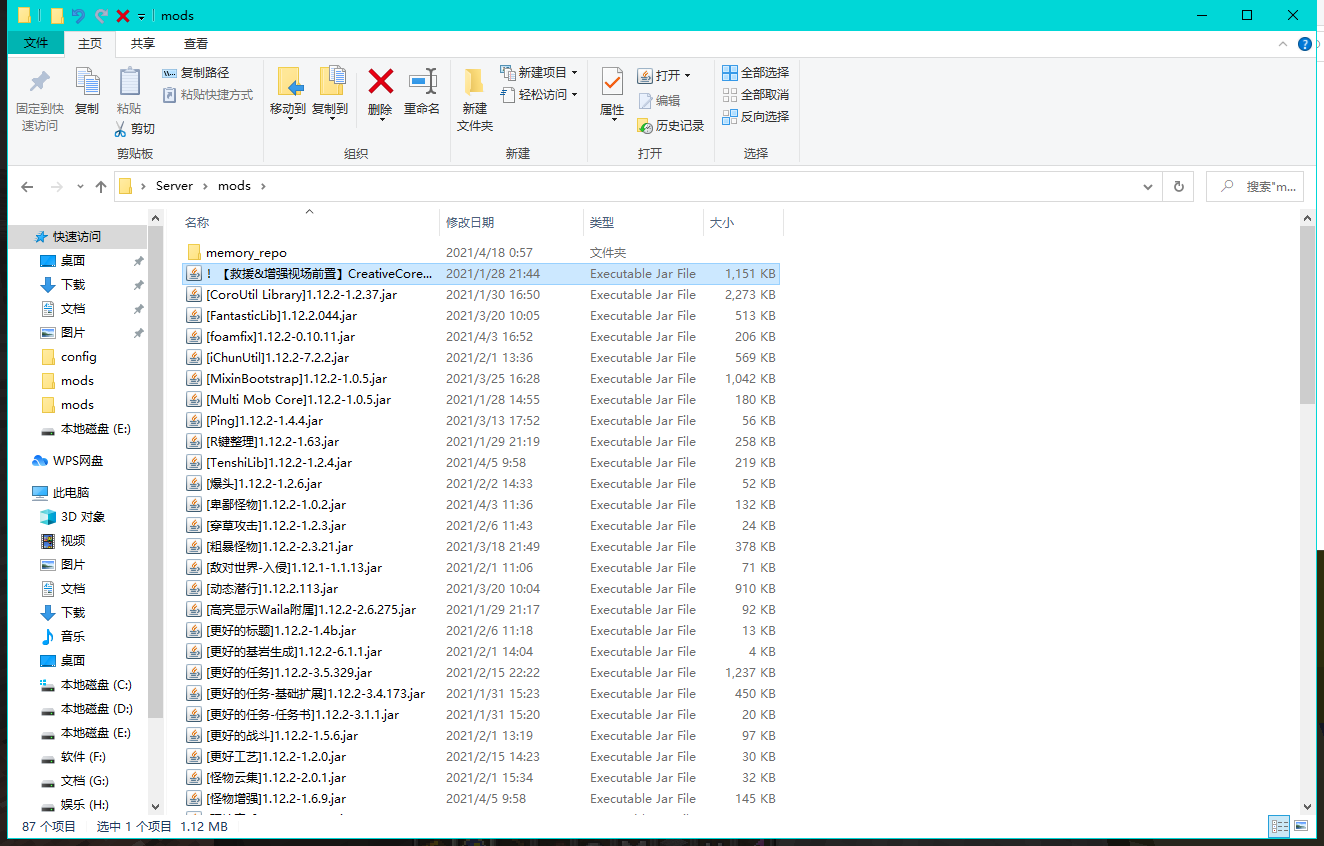 mods
文件 主页 共享 查看
固定到快速访问 复制 粘贴 复制路径 粘贴快捷方式 剪切 剪贴板
移动到 复制到 删除 重命名 组织
新建文件夹 新建项目 轻松访问 新建
属性 打开 编辑 历史记录 打开
全部选择 全部取消 反向选择 选择
Server mods
搜索"m...
快速访问
桌面
下载
文档
图片
config
mods
mods
本地磁盘 (E:)
WPS网盘
此电脑
3D 对象
视频
图片
文档
下载
音乐
桌面
本地磁盘 (C:)
本地磁盘 (D:)
本地磁盘 (E:)
软件 (F:)
文档 (G:)
娱乐 (H:)
名称 修改日期 类型 大小
memory_repo 2021/4/18 0:57 文件夹
！【救援&增强视场前置】CreativeCore... 2021/1/28 21:44 Executable Jar File 1,151 KB
[CoroUtil Library]1.12.2-1.2.37.jar 2021/1/30 16:50 Executable Jar File 2,273 KB
[FantasticLib]1.12.2.044.jar 2021/3/20 10:05 Executable Jar File 513 KB
[foamfix]1.12.2-0.10.11.jar 2021/4/3 16:52 Executable Jar File 206 KB
[iChunUtil]1.12.2-7.2.2.jar 2021/2/1 13:36 Executable Jar File 569 KB
[MixinBootstrap]1.12.2-1.0.5.jar 2021/3/25 16:28 Executable Jar File 1,042 KB
[Multi Mob Core]1.12.2-1.0.5.jar 2021/1/28 14:55 Executable Jar File 180 KB
[Ping]1.12.2-1.4.4.jar 2021/3/13 17:52 Executable Jar File 56 KB
[R键整理]1.12.2-1.63.jar 2021/1/29 21:19 Executable Jar File 258 KB
[TenshiLib]1.12.2-1.2.4.jar 2021/4/5 9:58 Executable Jar File 219 KB
[爆头]1.12.2-1.2.6.jar 2021/2/2 14:33 Executable Jar File 52 KB
[卑鄙怪物]1.12.2-1.0.2.jar 2021/4/3 11:36 Executable Jar File 132 KB
[穿草攻击]1.12.2-1.2.3.jar 2021/2/6 11:43 Executable Jar File 24 KB
[粗暴怪物]1.12.2-2.3.21.jar 2021/3/18 21:49 Executable Jar File 378 KB
[敌对世界-入侵]1.12.1-1.1.13.jar 2021/2/1 11:06 Executable Jar File 71 KB
[动态潜行]1.12.2.113.jar 2021/3/20 10:04 Executable Jar File 910 KB
[高亮显示Waila附属]1.12.2-2.6.275.jar 2021/1/29 21:17 Executable Jar File 92 KB
[更好的标题]1.12.2-1.4b.jar 2021/2/6 11:18 Executable Jar File 13 KB
[更好的基岩生成]1.12.2-6.1.1.jar 2021/2/1 14:04 Executable Jar File 4 KB
[更好的任务]1.12.2-3.5.329.jar 2021/2/15 22:22 Executable Jar File 1,237 KB
[更好的任务-基础扩展]1.12.2-3.4.173.jar 2021/1/31 15:23 Executable Jar File 450 KB
[更好的任务-任务书]1.12.2-3.1.1.jar 2021/1/31 15:20 Executable Jar File 20 KB
[更好的战斗]1.12.2-1.5.6.jar 2021/2/1 13:19 Executable Jar File 97 KB
[更好工艺]1.12.2-1.2.0.jar 2021/2/15 14:23 Executable Jar File 30 KB
[怪物云集]1.12.2-2.0.1.jar 2021/2/1 15:34 Executable Jar File 32 KB
[怪物增强]1.12.2-1.6.9.jar 2021/4/5 9:58 Executable Jar File 145 KB
87 个项目 选中 1 个项目 1.12 MB